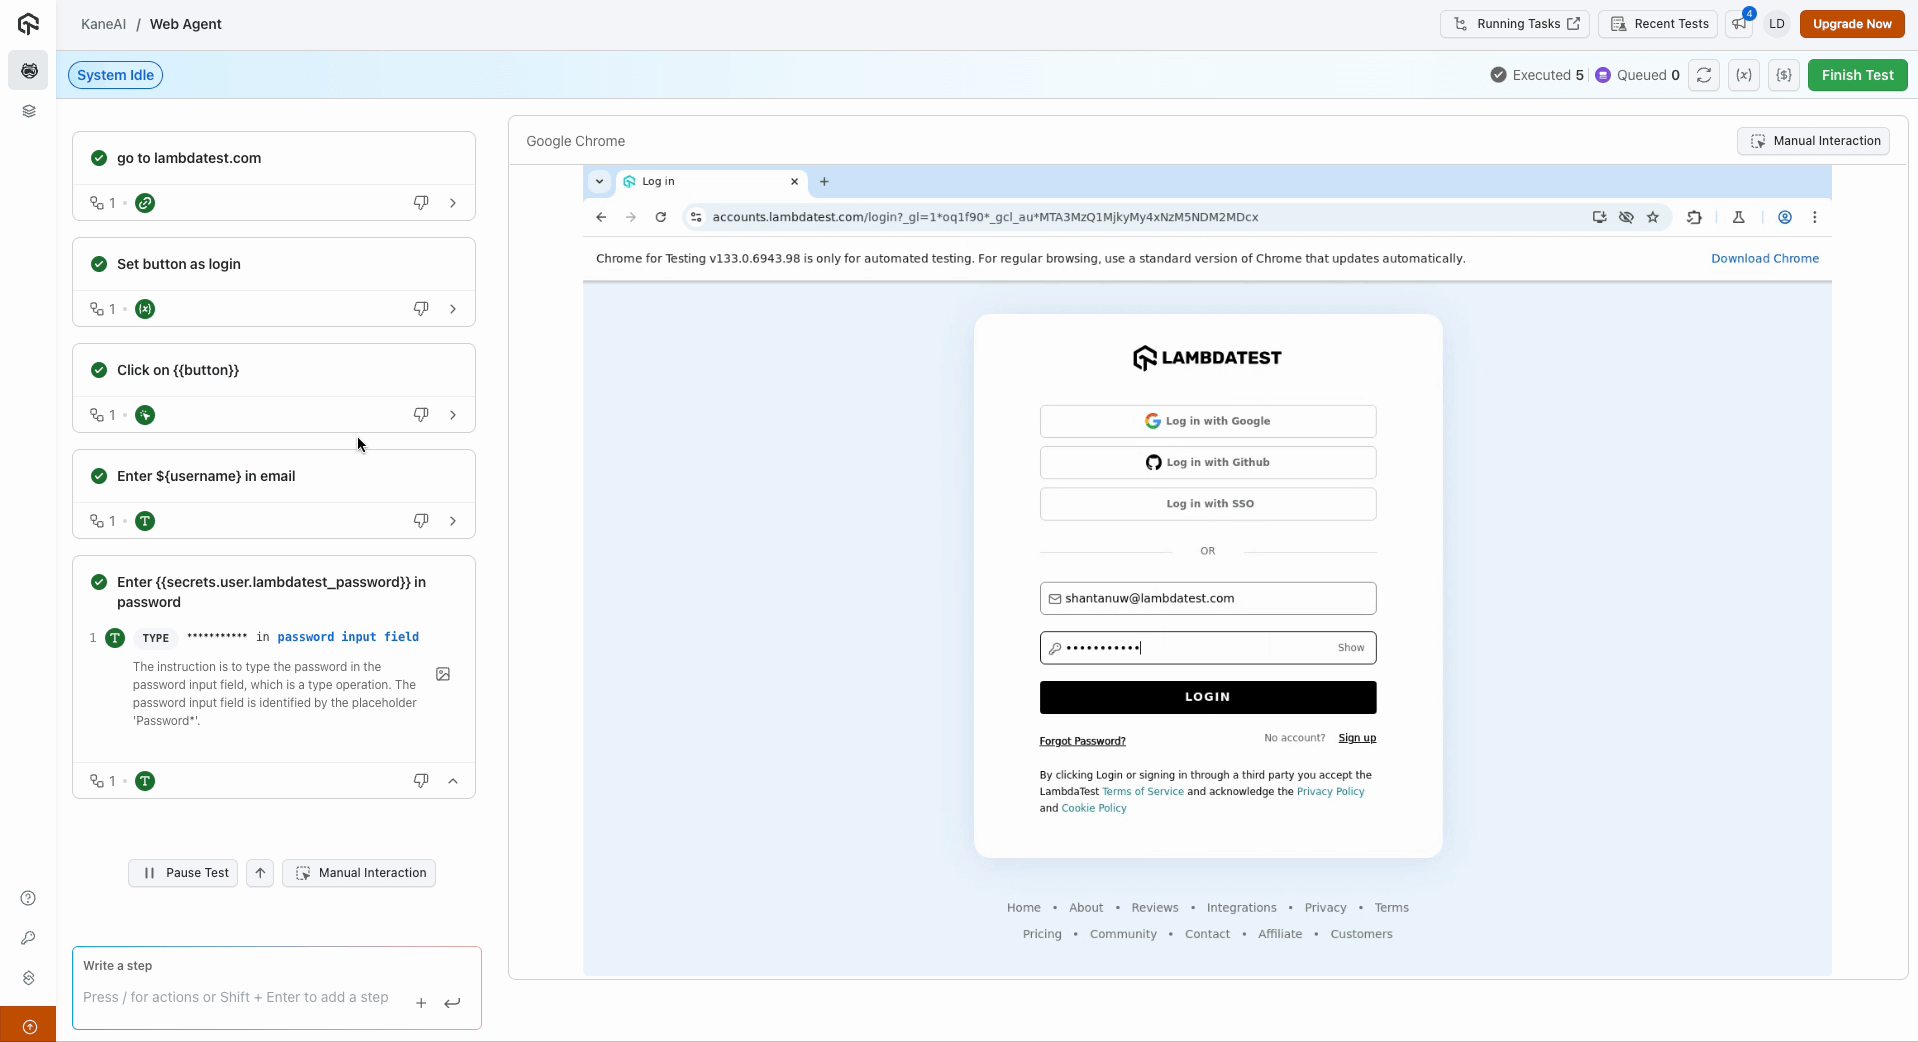 KaneAI / Web Agent
Running Tasks
Recent Tests
4
LD
Upgrade Now
System Idle
Executed 5
Queued 0
(x)
{$}
Finish Test
go to lambdatest.com
1
Set button as login
1
(x)
Click on {{button}}
1
Enter ${username} in email
1
T
Enter {{secrets.user.lambdatest_password}} in
password
1 T TYPE *********** in password input field
The instruction is to type the password in the
password input field, which is a type operation. The
password input field is identified by the placeholder
'Password*'.
1
T
Pause Test
Manual Interaction
Write a step
Press / for actions or Shift + Enter to add a step
Google Chrome
Manual Interaction
Log in
accounts.lambdatest.com/login?_gl=1*oq1f90*_gcl_au*MTA3MzQ1MjkyMy4xNzM5NDM2MDcx
Chrome for Testing v133.0.6943.98 is only for automated testing. For regular browsing, use a standard version of Chrome that updates automatically.
Download Chrome
LAMBDATEST
Log in with Google
Log in with Github
Log in with SSO
OR
shantanuw@lambdatest.com
•••••••••••
Show
LOGIN
Forgot Password?
No account? Sign up
By clicking Login or signing in through a third party you accept the
LambdaTest Terms of Service and acknowledge the Privacy Policy
and Cookie Policy
Home • About • Reviews • Integrations • Privacy • Terms
Pricing • Community • Contact • Affiliate • Customers